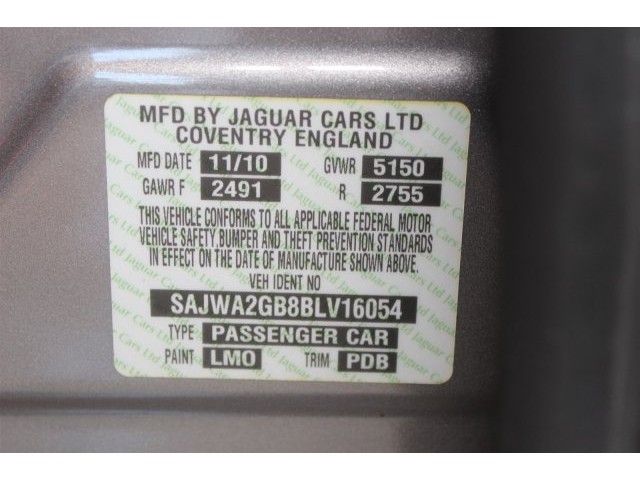 MFD BY JAGUAR CARS LTD
COVENTRY ENGLAND
MFD DATE 11/10 GVWR 5150
GAWR F 2491 R 2755
THIS VEHICLE CONFORMS TO ALL APPLICABLE FEDERAL MOTOR
VEHICLE SAFETY,BUMPER AND THEFT PREVENTION STANDARDS
IN EFFECT ON THE DATE OF MANUFACTURE SHOWN ABOVE.
VEH IDENT NO
SAJWA2GB8BLV16054
TYPE PASSENGER CAR
PAINT LMO TRIM PDB